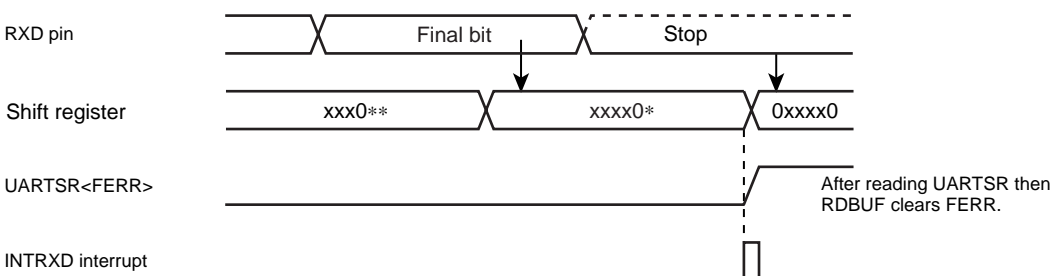 RXD pin
Final bit
Stop
Shift register
xxx0**
xxxx0*
0xxxx0
UARTSR<FERR>
After reading UARTSR then
RDBUF clears FERR.
INTRXD interrupt